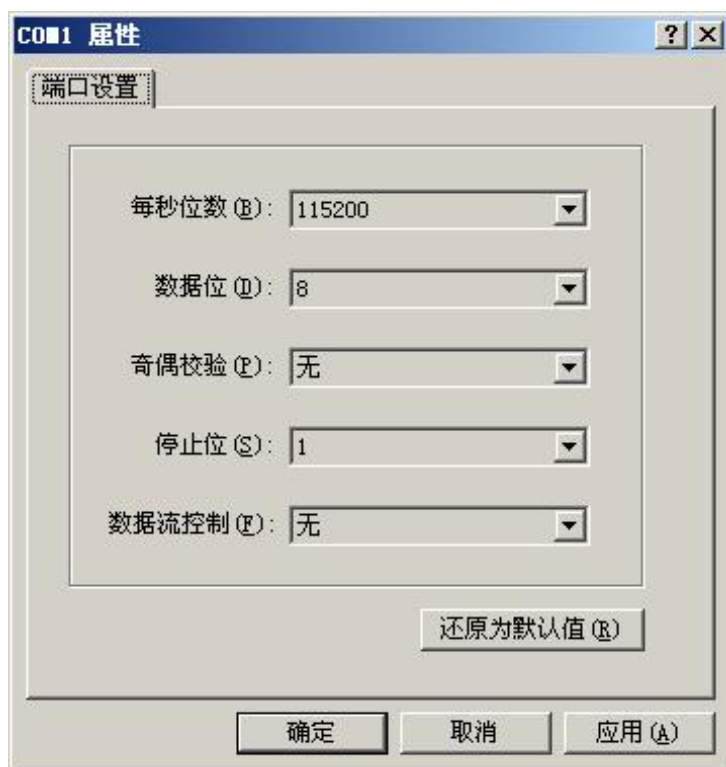 COM1 属性
端口设置
每秒位数(B): 115200
数据位(D): 8
奇偶校验(P): 无
停止位(S): 1
数据流控制(F): 无
还原为默认值(R)
确定 取消 应用(A)